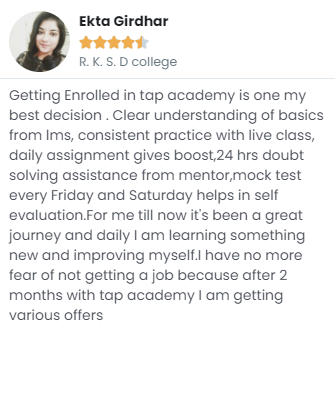 Ekta Girdhar
R. K. S. D college
Getting Enrolled in tap academy is one my
best decision . Clear understanding of basics
from lms, consistent practice with live class,
daily assignment gives boost,24 hrs doubt
solving assistance from mentor,mock test
every Friday and Saturday helps in self
evaluation.For me till now it's been a great
journey and daily I am learning something
new and improving myself.I have no more
fear of not getting a job because after 2
months with tap academy I am getting
various offers